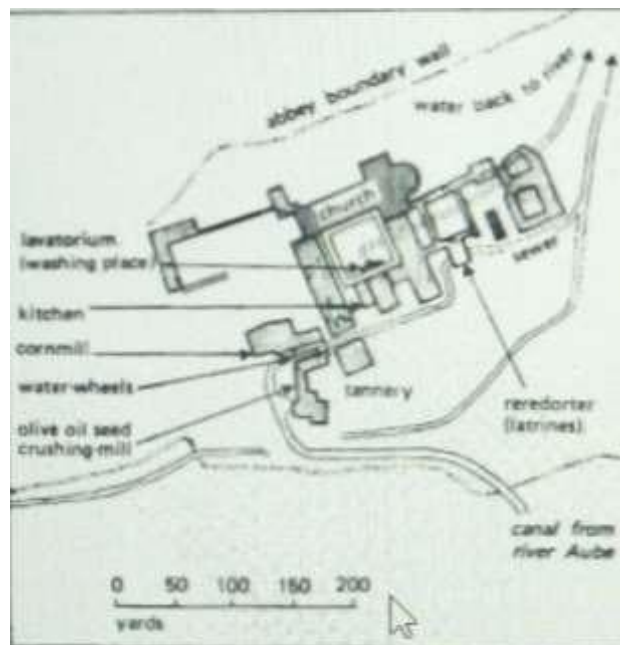 abbey boundary wall
water back to river
church
lavatorium
(washing place)
sewer
kitchen
cornmill
water-wheels
tannery
olive oil seed
crushing-mill
reredorter
(latrines)
canal from
river Aube
0 50 100 150 200
yards